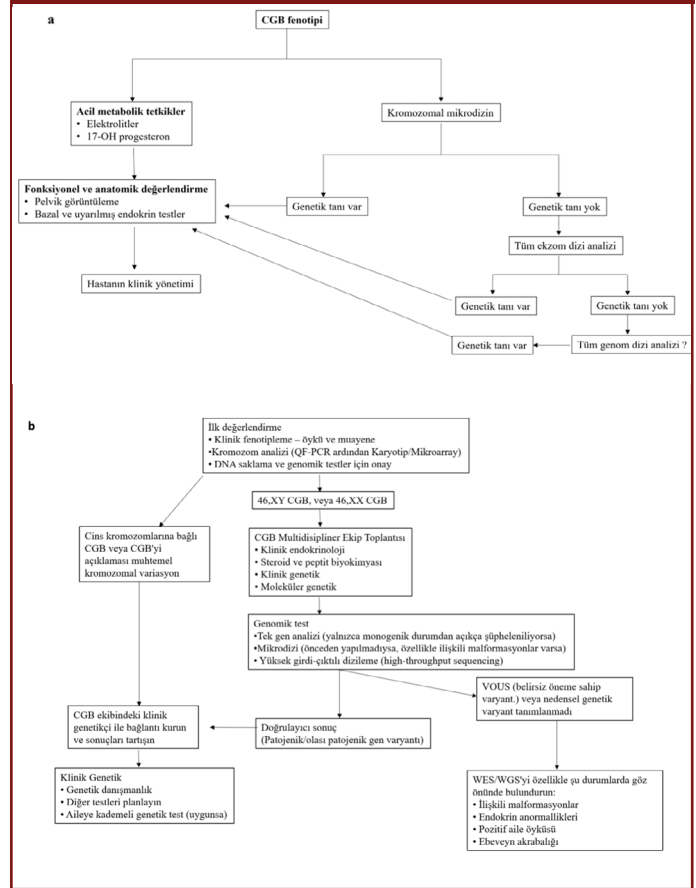 a
CGB fenotipi
Acil metabolik tetkikler
• Elektrolitler
• 17-OH progesteron
Kromozomal mikrodizin
Fonksiyonel ve anatomik değerlendirme
• Pelvik görüntüleme
• Bazal ve uyarılmış endokrin testler
Genetik tanı var
Genetik tanı yok
Tüm ekzom dizi analizi
Hastanın klinik yönetimi
Genetik tanı var
Genetik tanı yok
Genetik tanı var
Tüm genom dizi analizi ?
b
İlk değerlendirme
• Klinik fenotipleme – öykü ve muayene
•Kromozom analizi (QF-PCR ardından Karyotip/Mikroarray)
• DNA saklama ve genomik testler için onay
46,XY CGB, veya 46,XX CGB
Cins kromozomlarına bağlı
CGB veya CGB'yi
açıklaması muhtemel
kromozomal variasyon
CGB Multidisipliner Ekip Toplantısı
• Klinik endokrinoloji
• Steroid ve peptit biyokimyası
• Klinik genetik
• Moleküler genetik
Genomik test
•Tek gen analizi (yalnızca monogenik durumdan açıkça şüpheleniliyorsa)
•Mikrodizi (önceden yapılmadıysa, özellikle ilişkili malformasyonlar varsa)
• Yüksek girdi-çıktılı dizileme (high-throughput sequencing)
VOUS (belirsiz öneme sahip
varyant.) veya nedensel genetik
varyant tanımlanmadı
CGB ekibindeki klinik
genetikçi ile bağlantı kurun
ve sonuçları tartışın
Doğrulayıcı sonuç
(Patojenik/olası patojenik gen varyantı)
Klinik Genetik
• Genetik danışmanlık
• Diğer testleri planlayın
• Aileye kademeli genetik test (uygunsa)
WES/WGS'yi özellikle şu durumlarda göz
önünde bulundurun:
• İlişkili malformasyonlar
• Endokrin anormallikleri
• Pozitif aile öyküsü
• Ebeveyn akrabalığı